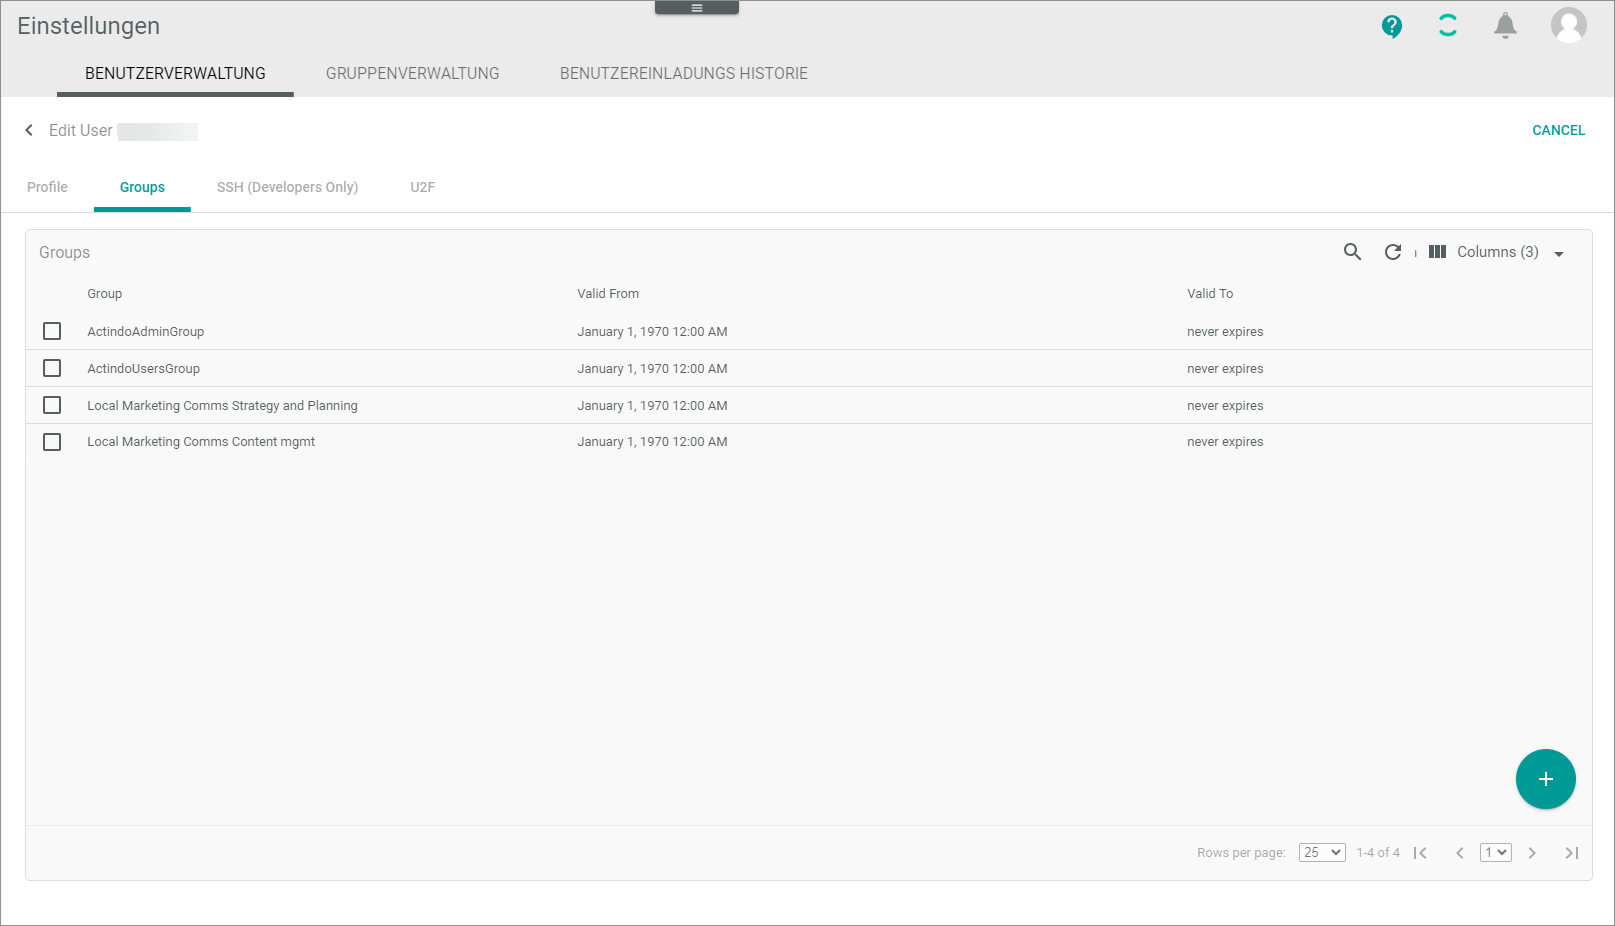 Einstellungen
BENUTZERVERWALTUNG GRUPPENVERWALTUNG BENUTZEREINLADUNGS HISTORIE
Edit User
CANCEL
Profile Groups SSH (Developers Only) U2F
Groups
Columns (3)
Group Valid From Valid To
ActindoAdminGroup January 1, 1970 12:00 AM never expires
ActindoUsersGroup January 1, 1970 12:00 AM never expires
Local Marketing Comms Strategy and Planning January 1, 1970 12:00 AM never expires
Local Marketing Comms Content mgmt January 1, 1970 12:00 AM never expires
Rows per page: 25 1-4 of 4 1